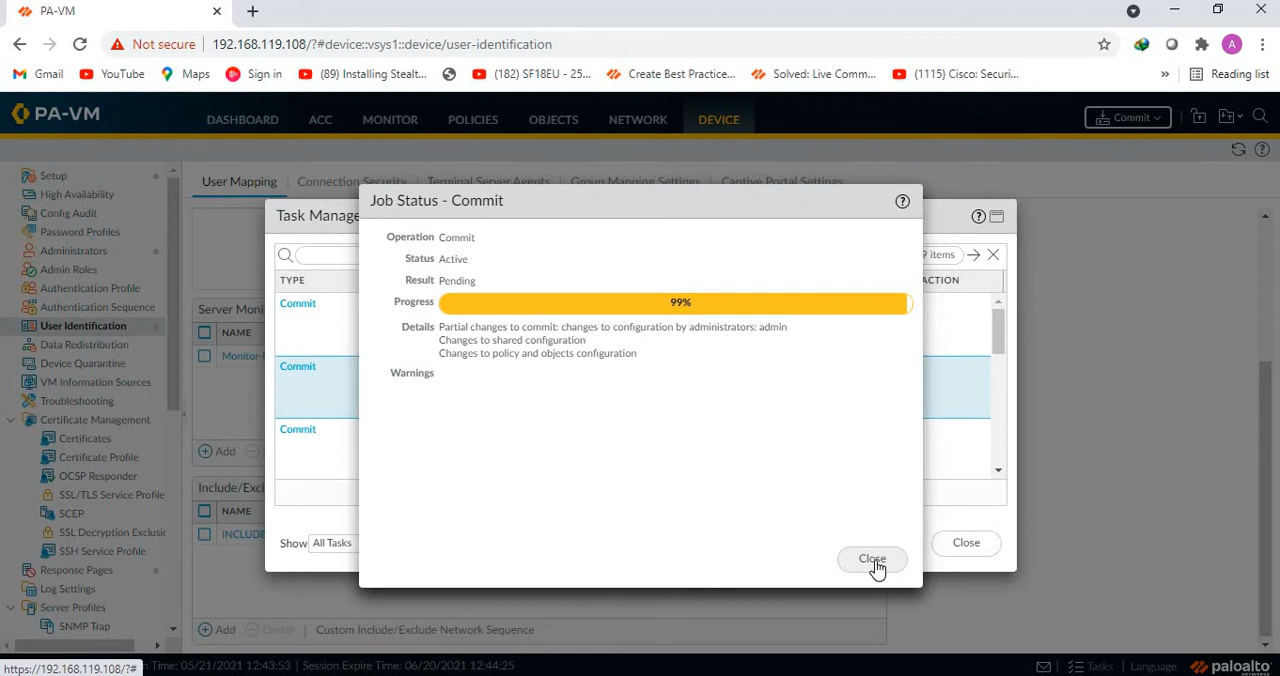 PA-VM
Not secure 192.168.119.108/?#device::vsys1::device/user-identification A
Gmail YouTube Maps Sign in (89) Installing Stealt... (182) SF18EU - 25... Create Best Practice... Solved: Live Comm... (1115) Cisco: Securi... » Reading list
PA-VM DASHBOARD ACC MONITOR POLICIES OBJECTS NETWORK DEVICE Commit
User Mapping Connection Security Terminal Server Agents Group Mapping Settings Captive Portal Settings
Setup
High Availability
Config Audit
Password Profiles
Administrators
Admin Roles
Authentication Profile
Authentication Sequence
User Identification
Data Redistribution
Device Quarantine
VM Information Sources
Troubleshooting
Certificate Management
Certificates
Certificate Profile
OCSP Responder
SSL/TLS Service Profile
SCEP
SSL Decryption Exclusio
SSH Service Profile
Response Pages
Log Settings
Server Profiles
SNMP Trap
Server Moni
NAME
Monitor-
Add
Include/Excl
NAME
INCLUDE
Add Delete Custom Include/Exclude Network Sequence
Task Manage
9 items
TYPE ACTION
Commit
Commit
Commit
Show All Tasks Close
Job Status - Commit
Operation Commit
Status Active
Result Pending
Progress 99%
Details Partial changes to commit: changes to configuration by administrators: admin
Changes to shared configuration
Changes to policy and objects configuration
Warnings
Close
https://192.168.119.108/?# n Time: 05/21/2021 12:43:53 | Session Expire Time: 06/20/2021 12:44:25 Tasks Language paloalto
NETWORKS